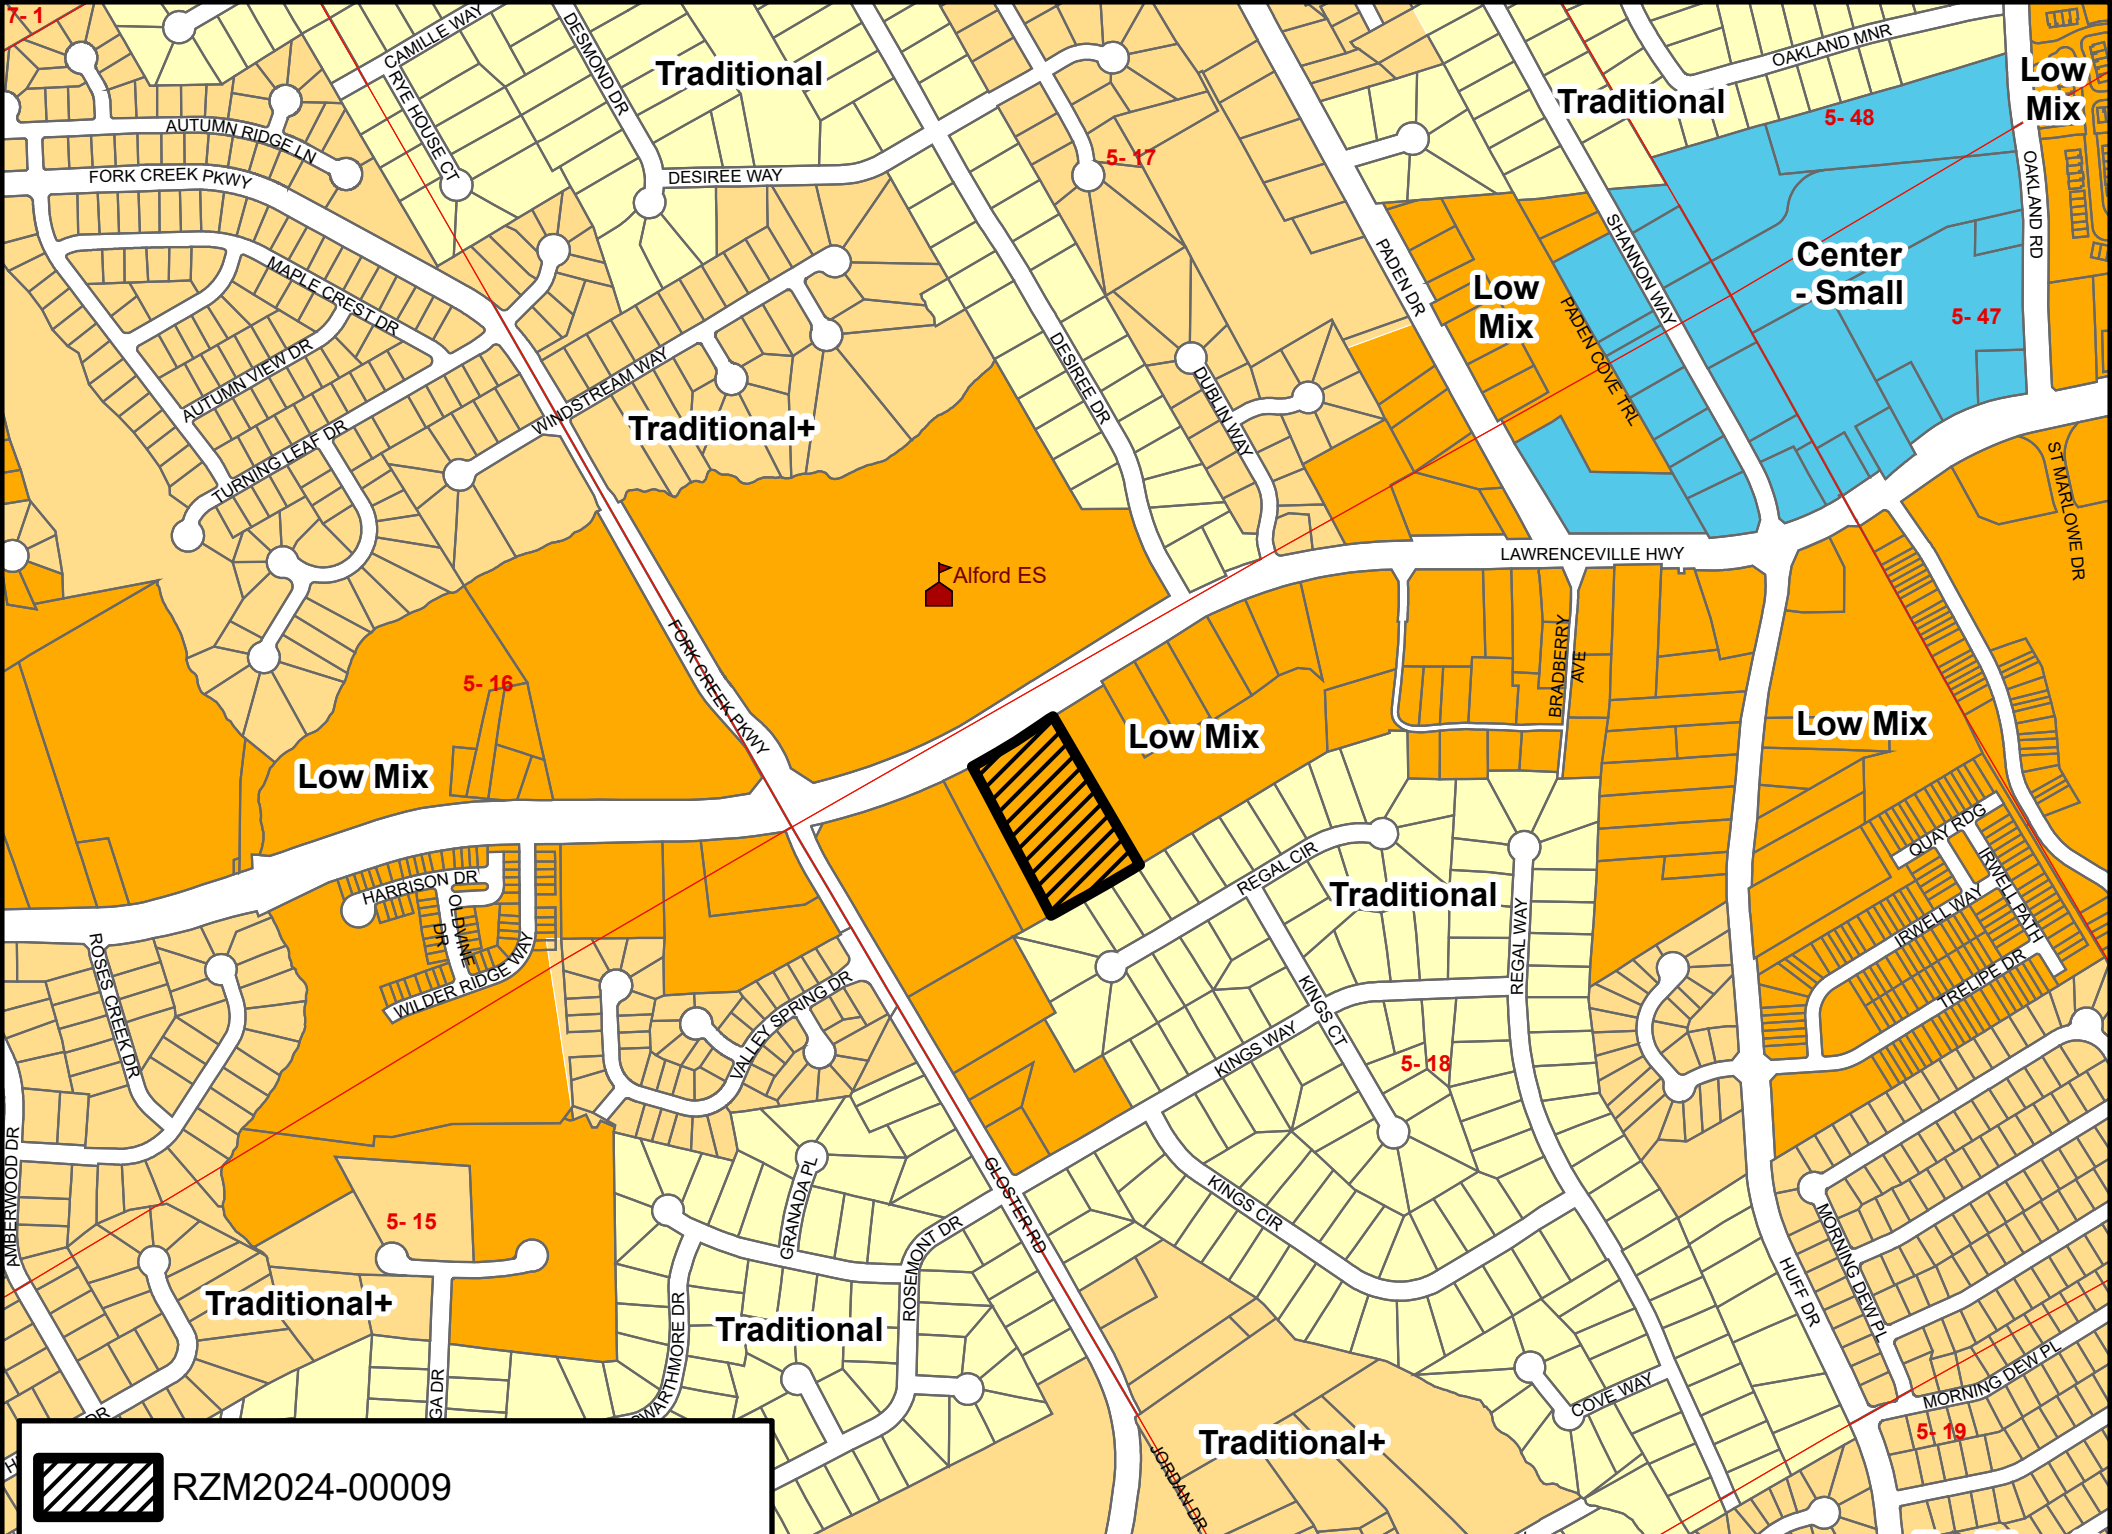 7- 1
CAMILLE WAY
DESMOND DR
Traditional
OAKLAND MNR
Low
Mix
RYE HOUSE CT
Traditional
5- 48
AUTUMN RIDGE LN
5- 17
FORK CREEK PKWY
DESIREE WAY
OAKLAND RD
SHANNON WAY
MAPLE CREST DR
PADEN DR
Center
- Small
Low
Mix
5- 47
PADEN COVE TRL
AUTUMN VIEW DR
WINDSTREAM WAY
DESIREE DR
DUBLIN WAY
Traditional+
TURNING LEAF DR
ST MARLOWE DR
LAWRENCEVILLE HWY
Alford ES
FORK CREEK PKWY
BRADBERRY
AVE
5- 16
Low Mix
Low Mix
Low Mix
QUAY RDG
HARRISON DR
REGAL CIR
IRWELL PATH
OLDVINE
DR
Traditional
IRWELL WAY
REGAL WAY
ROSES CREEK DR
WILDER RIDGE WAY
TRELIPE DR
VALLEY SPRING DR
KINGS CT
KINGS WAY
5- 18
AMBERWOOD DR
GRANADA PL
GLOSTER RD
KINGS CIR
5- 15
MORNING DEW PL
ROSEMONT DR
HUFF DR
Traditional+
Traditional
MORNING DEW PL
COVE WAY
GA DR
WARTHMORE DR
DR
5- 19
Traditional+
JORDAN DR
RZM2024-00009